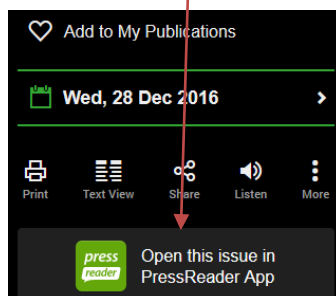 Add to My Publications
Wed, 28 Dec 2016
Print Text View Share Listen More
press
reader
Open this issue in
PressReader App